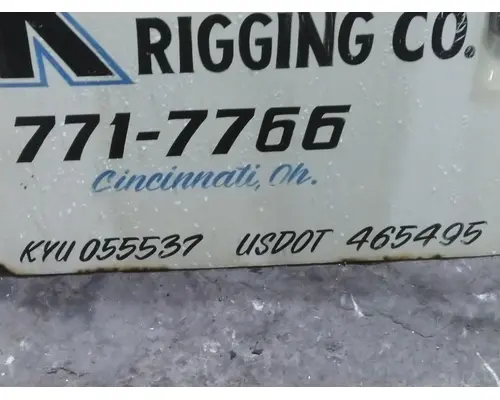 K RIGGING CO.
771-7766
Cincinnati, Oh.
KYU 055537 USDOT 465495